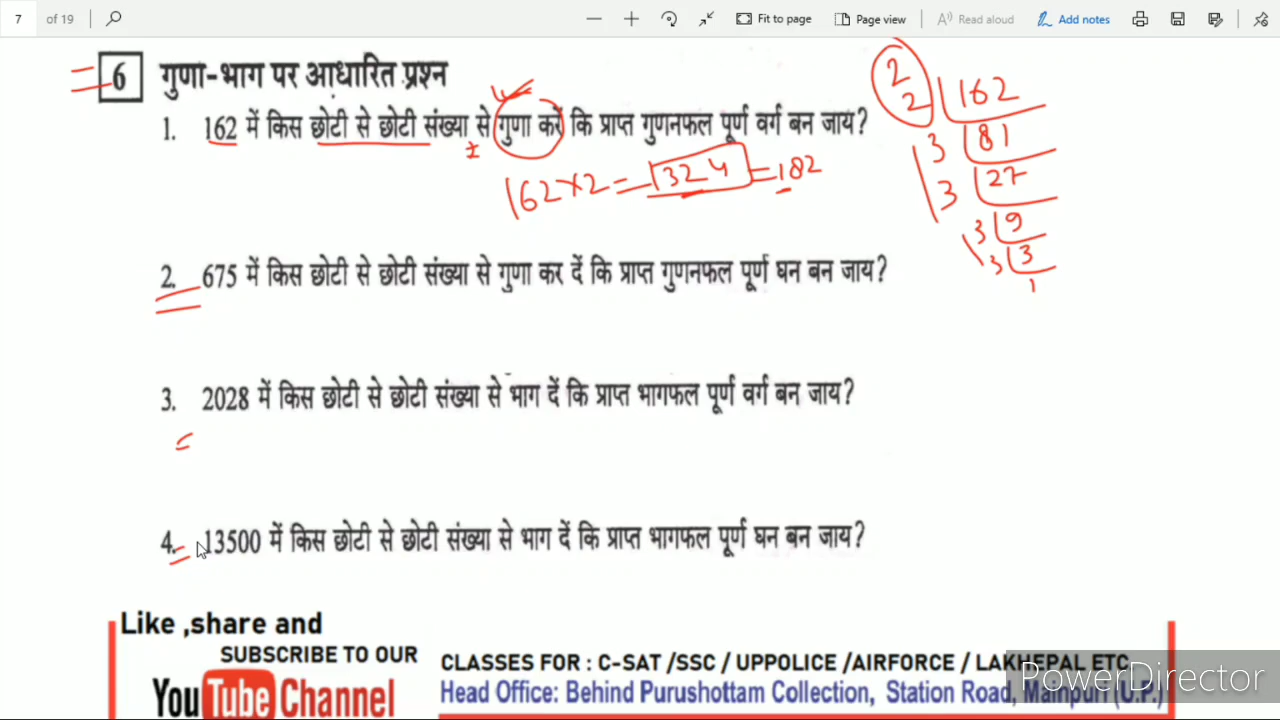 7 of 19 Fit to page Page view Read aloud Add notes
6 गुणा-भाग पर आधारित प्रश्न
1. 162 में किस छोटी से छोटी संख्या से गुणा करें कि प्राप्त गुणनफल पूर्ण वर्ग बन जाय?
162×2=324=182
2 162
2
3 81
3 27
3 9
3 3
1
2. 675 में किस छोटी से छोटी संख्या से गुणा कर दें कि प्राप्त गुणनफल पूर्ण घन बन जाय?
3. 2028 में किस छोटी से छोटी संख्या से भाग दें कि प्राप्त भागफल पूर्ण वर्ग बन जाय?
4. 13500 में किस छोटी से छोटी संख्या से भाग दें कि प्राप्त भागफल पूर्ण घन बन जाय?
Like ,share and
SUBSCRIBE TO OUR
YouTube Channel
CLASSES FOR : C-SAT /SSC / UPPOLICE /AIRFORCE / LAKHEPAL ETC
Head Office: Behind Purushottam Collection, Station Road, Mainpuri (U.P.)
PowerDirector